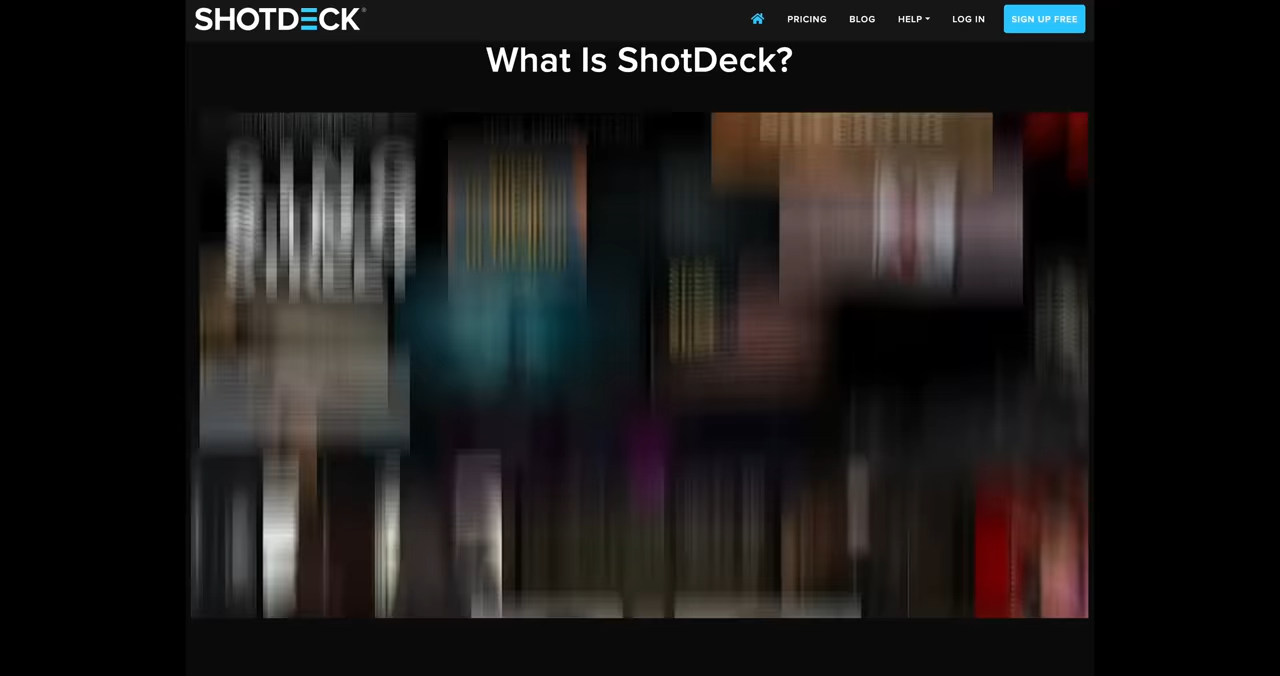 SHOTDECK®
PRICING
BLOG
HELP
LOG IN
SIGN UP FREE
What Is ShotDeck?